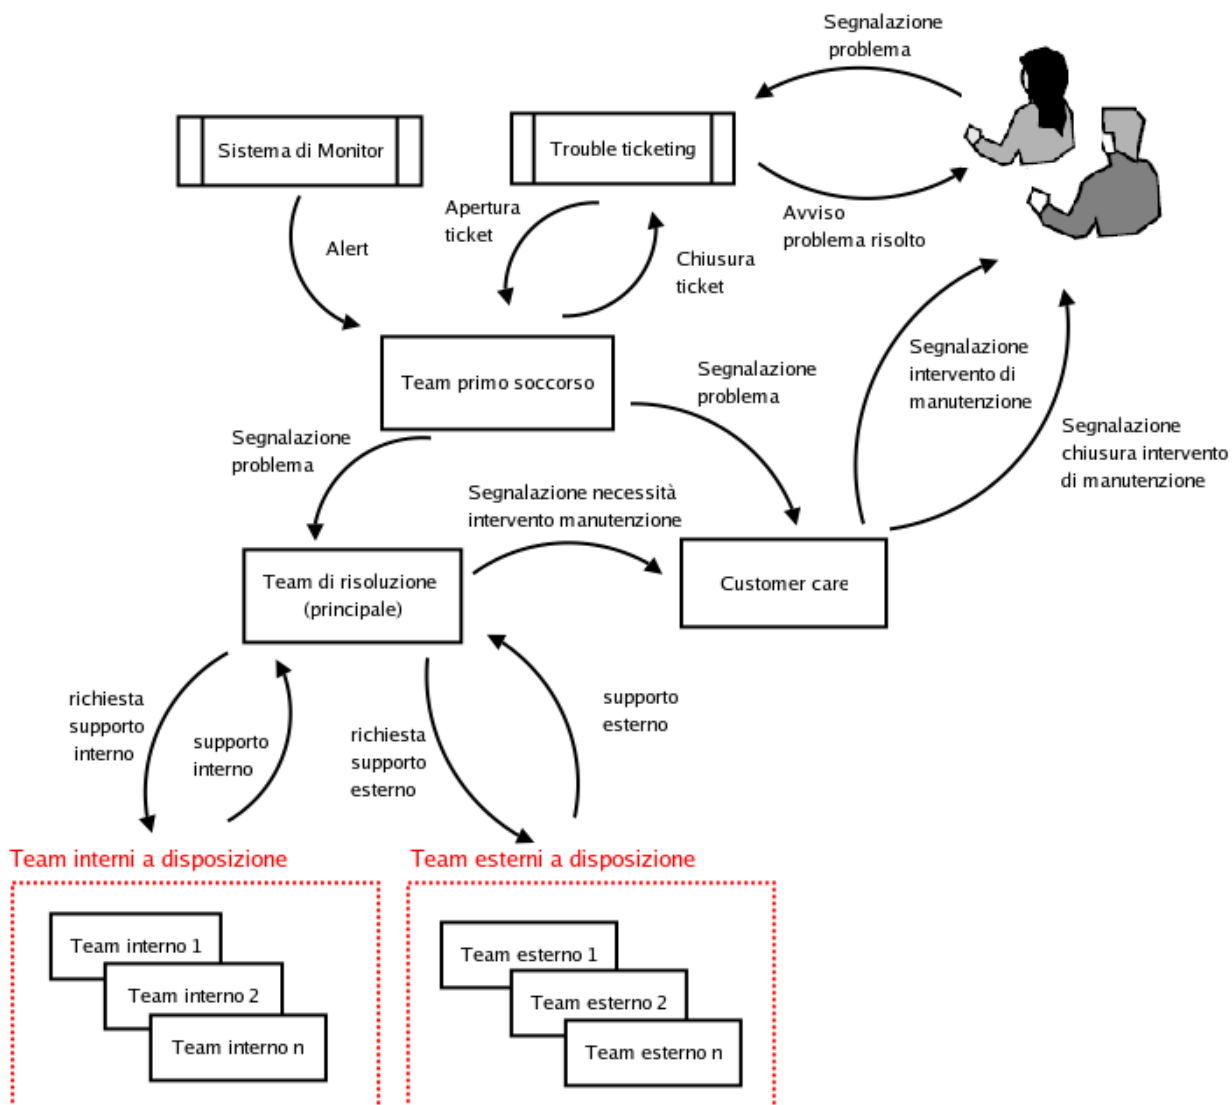 Segnalazione
problema
Sistema di Monitor
Trouble ticketing
Apertura
ticket
Avviso
problema risolto
Alert
Chiusura
ticket
Team primo soccorso
Segnalazione
problema
Segnalazione
intervento di
manutenzione
Segnalazione
chiusura intervento
di manutenzione
Segnalazione
problema
Segnalazione necessità
intervento manutenzione
Team di risoluzione
(principale)
Customer care
richiesta
supporto
interno
supporto
interno
richiesta
supporto
esterno
supporto
esterno
Team interni a disposizione
Team esterni a disposizione
Team interno 1
Team interno 2
Team interno n
Team esterno 1
Team esterno 2
Team esterno n